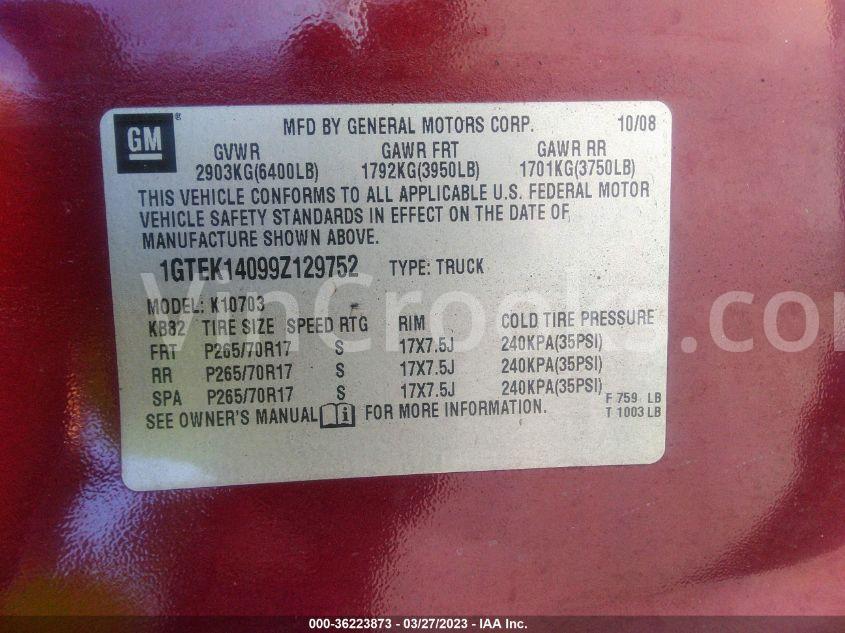 GM ®
MFD BY GENERAL MOTORS CORP. 10/08
GVWR GAWR FRT GAWR RR
2903KG(6400LB) 1792KG(3950LB) 1701KG(3750LB)
THIS VEHICLE CONFORMS TO ALL APPLICABLE U.S. FEDERAL MOTOR
VEHICLE SAFETY STANDARDS IN EFFECT ON THE DATE OF
MANUFACTURE SHOWN ABOVE.
1GTEK14099Z129752 TYPE: TRUCK
VinCrooks.com
MODEL: K10703
KB82 TIRE SIZE SPEED RTG RIM COLD TIRE PRESSURE
FRT P265/70R17 S 17X7.5J 240KPA(35PSI)
RR P265/70R17 S 17X7.5J 240KPA(35PSI)
SPA P265/70R17 S 17X7.5J 240KPA(35PSI)
SEE OWNER'S MANUAL FOR MORE INFORMATION.
F 759 LB
T 1003 LB
000-36223873 - 03/27/2023 - IAA Inc.